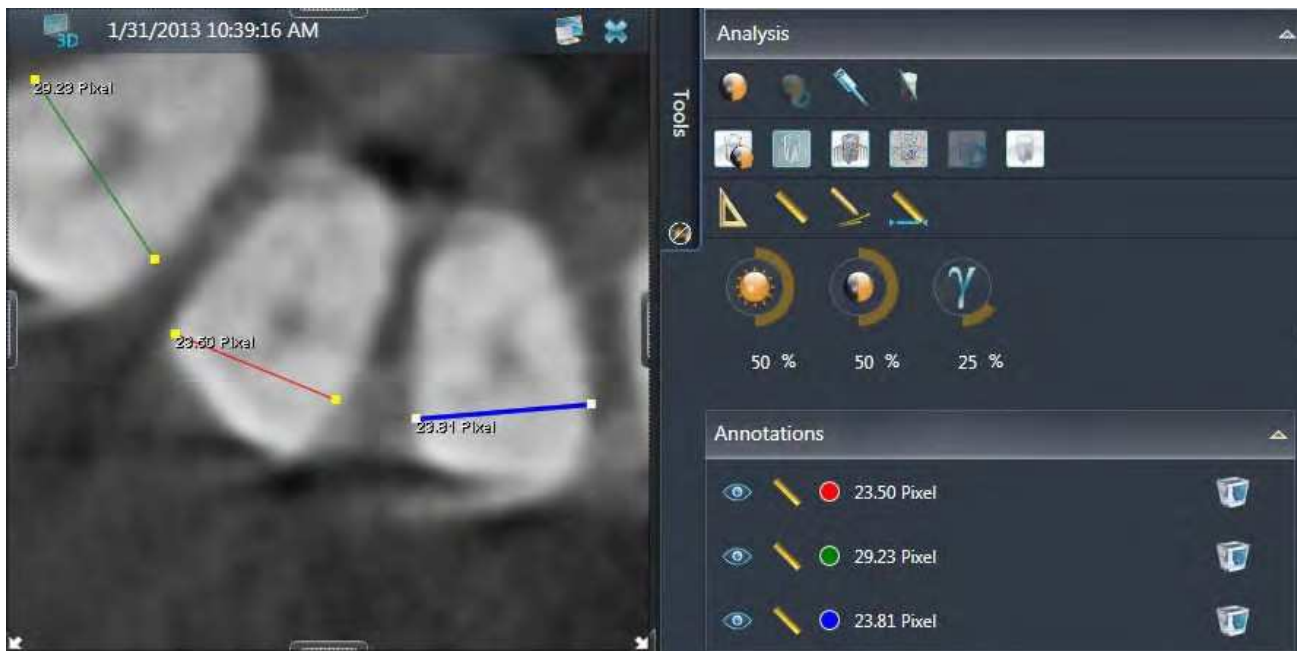 3D
1/31/2013 10:39:16 AM
29.23 Pixel
23.50 Pixel
23.81 Pixel
Tools
Analysis
γ
50 %
50 %
25 %
Annotations
23.50 Pixel
29.23 Pixel
23.81 Pixel